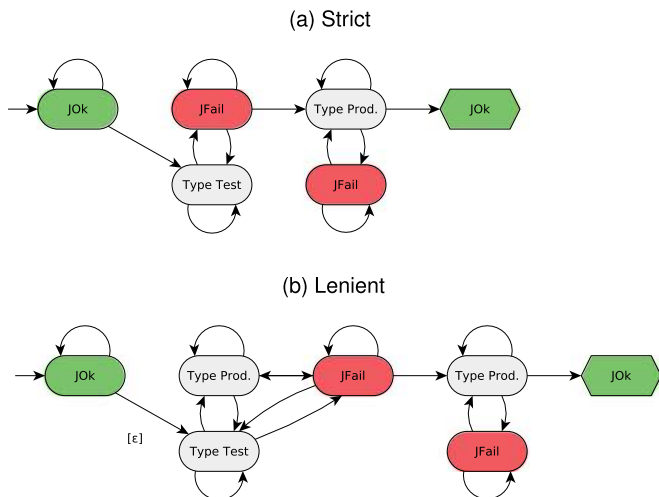 (a) Strict
JOk
JFail
Type Prod.
JOk
Type Test
JFail
(b) Lenient
JOk
Type Prod.
JFail
Type Prod.
JOk
[ε]
Type Test
JFail